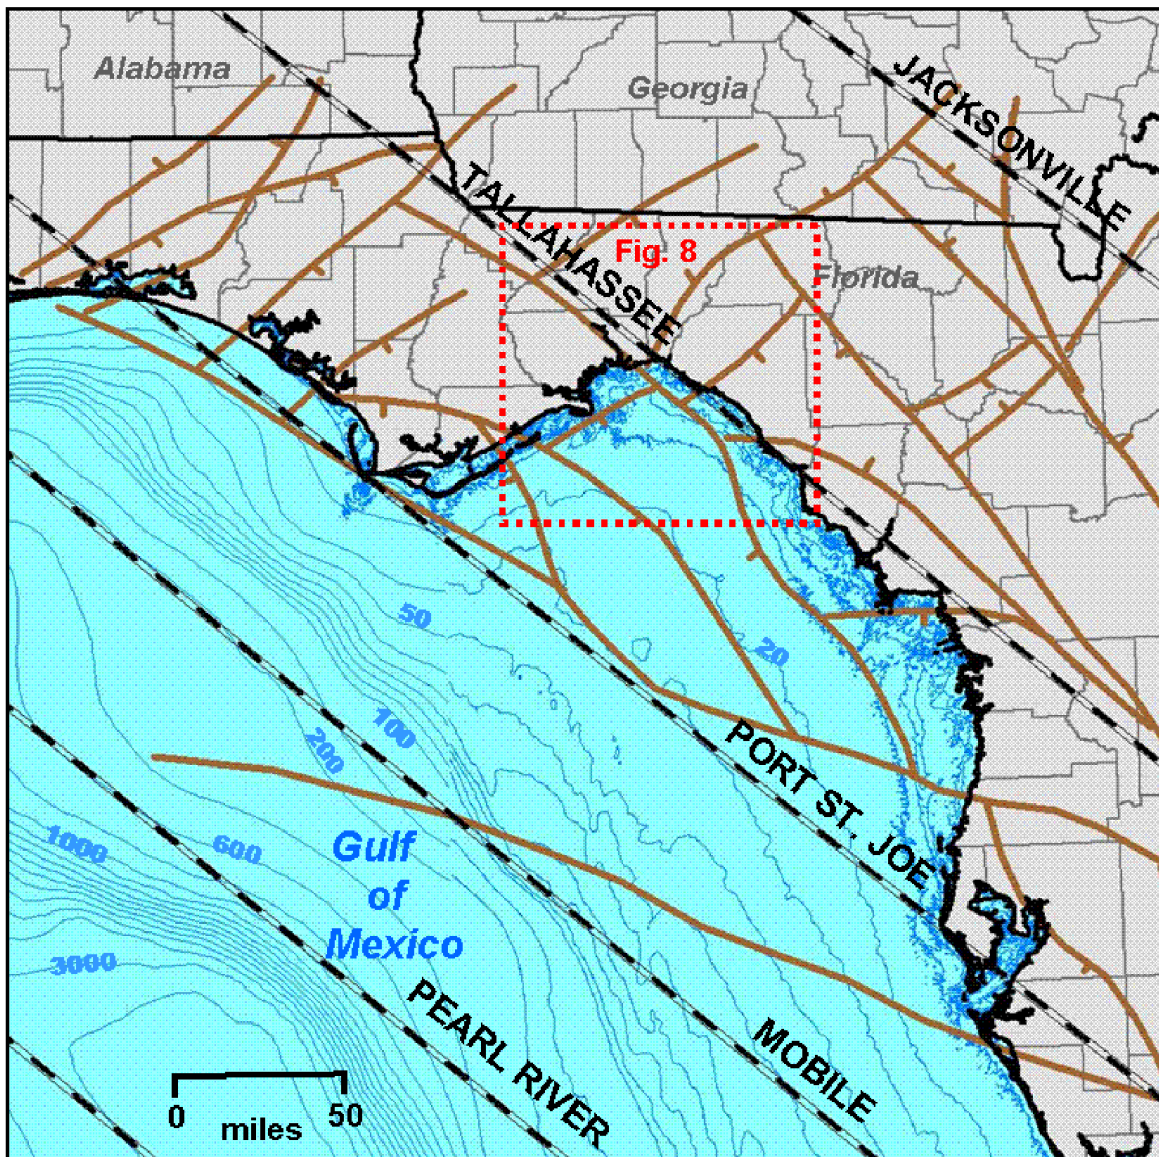 Alabama
Georgia
JACKSONVILLE
TALLAHASSEE
Fig. 8
Florida
50
20
100
200
PORT ST. JOE
1000
600
Gulf
of
Mexico
3000
PEARL RIVER
MOBILE
0 50
miles